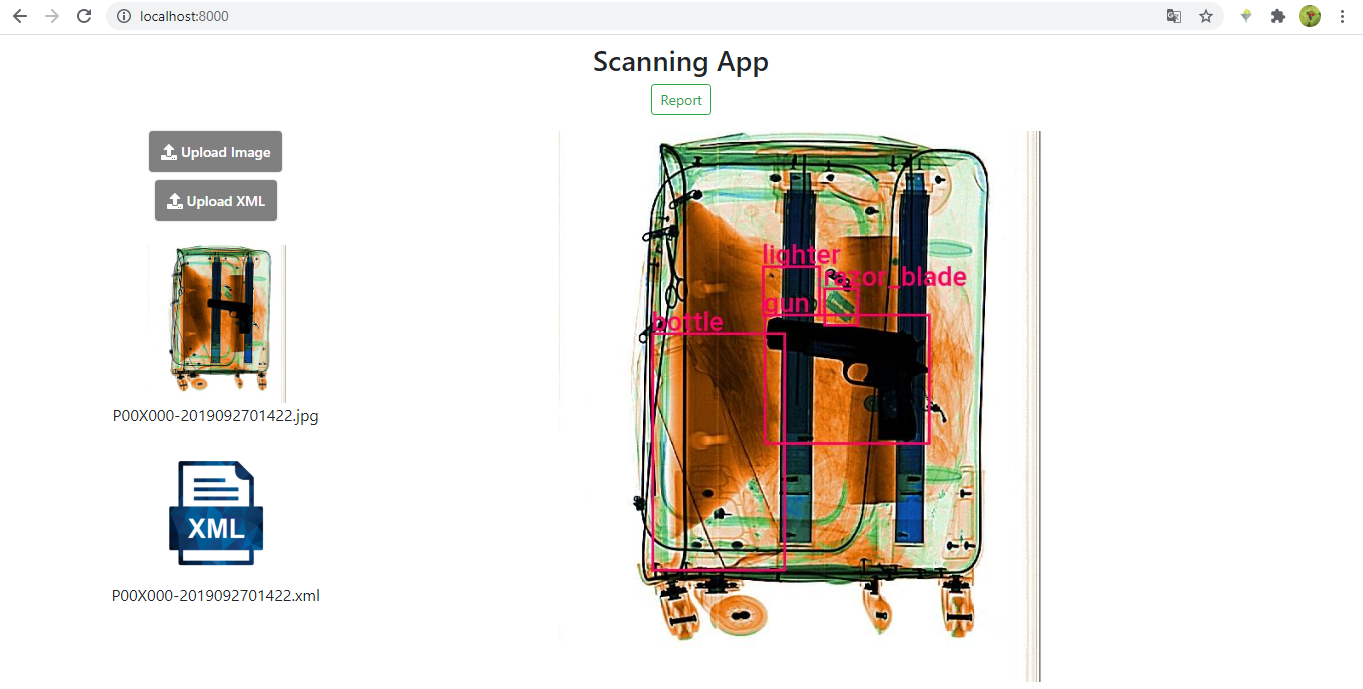 localhost:8000
Scanning App
Report
Upload Image
Upload XML
P00X000-2019092701422.jpg
XML
P00X000-2019092701422.xml
lighter
razor_blade
gun
bottle